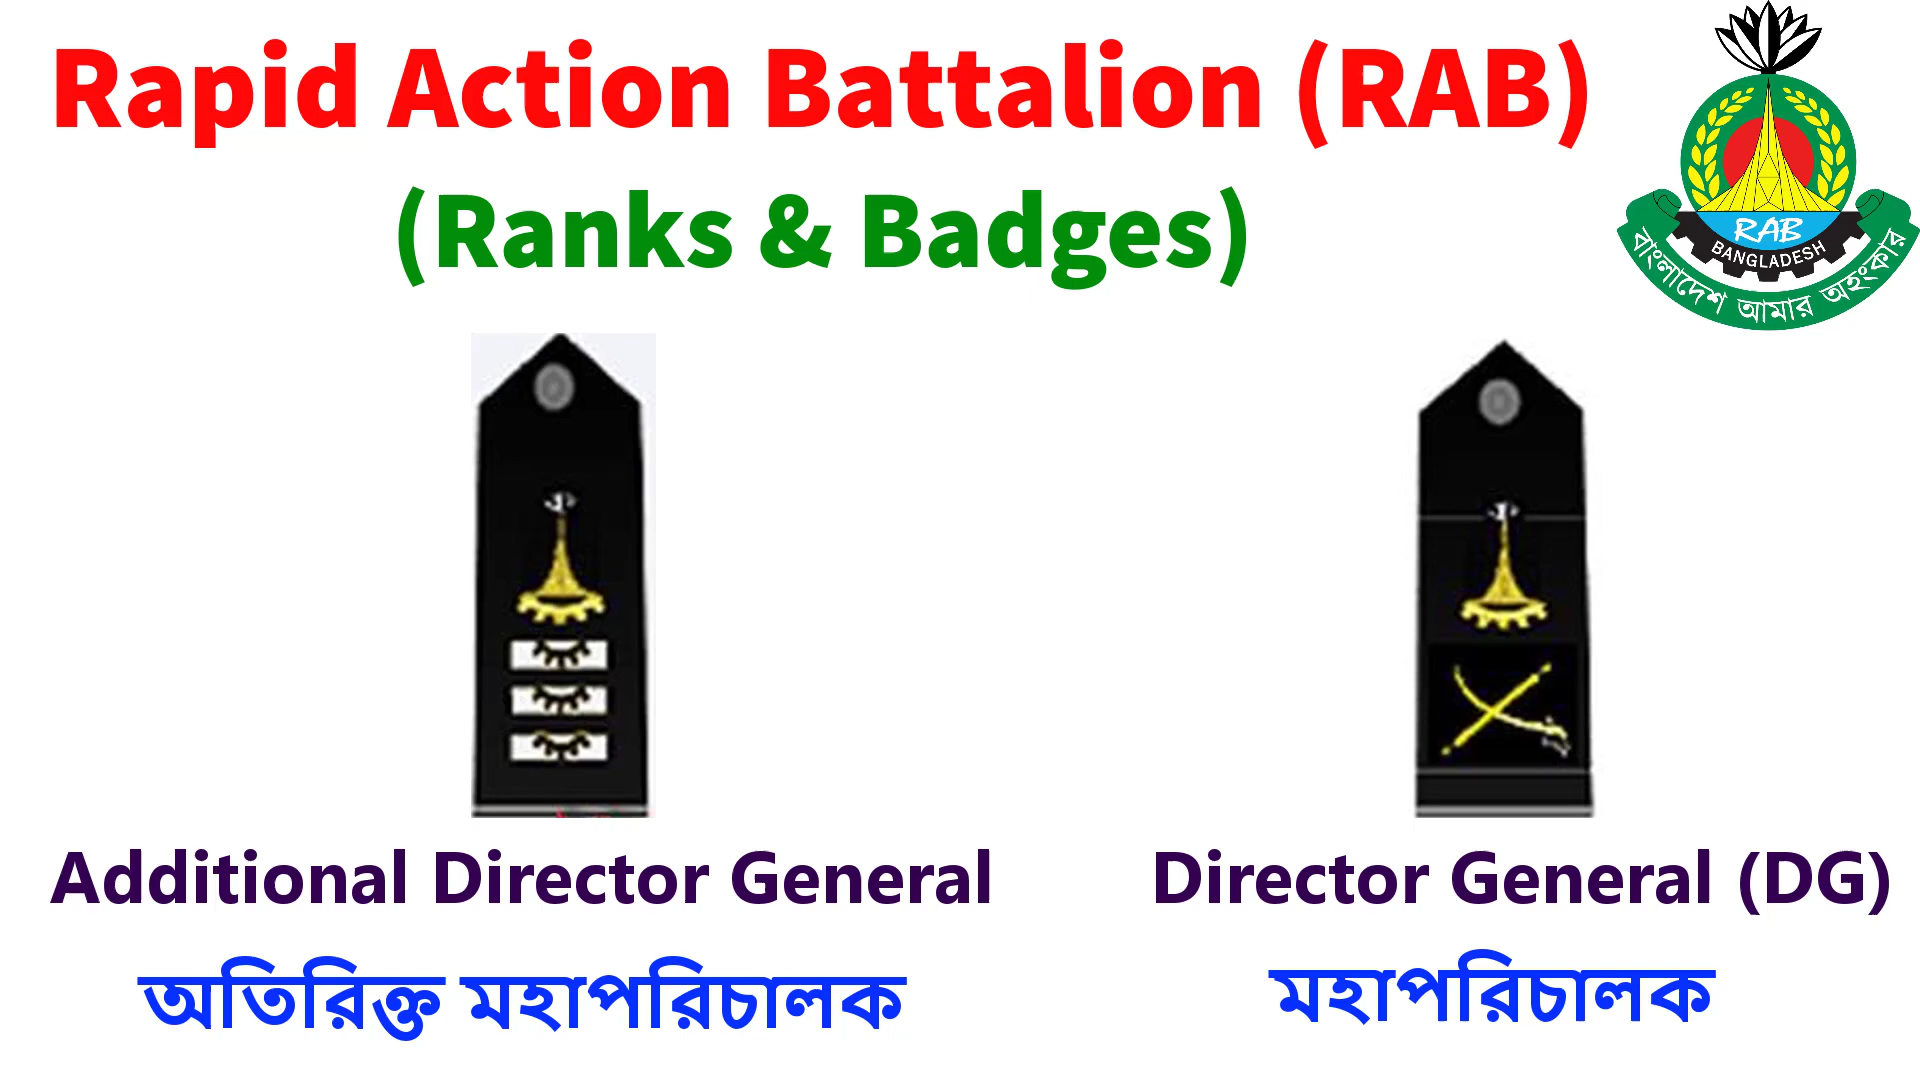 Rapid Action Battalion (RAB)
(Ranks & Badges)
RAB
BANGLADESH
বাংলাদেশ আমার অহংকার
Additional Director General
অতিরিক্ত মহাপরিচালক
Director General (DG)
মহাপরিচালক